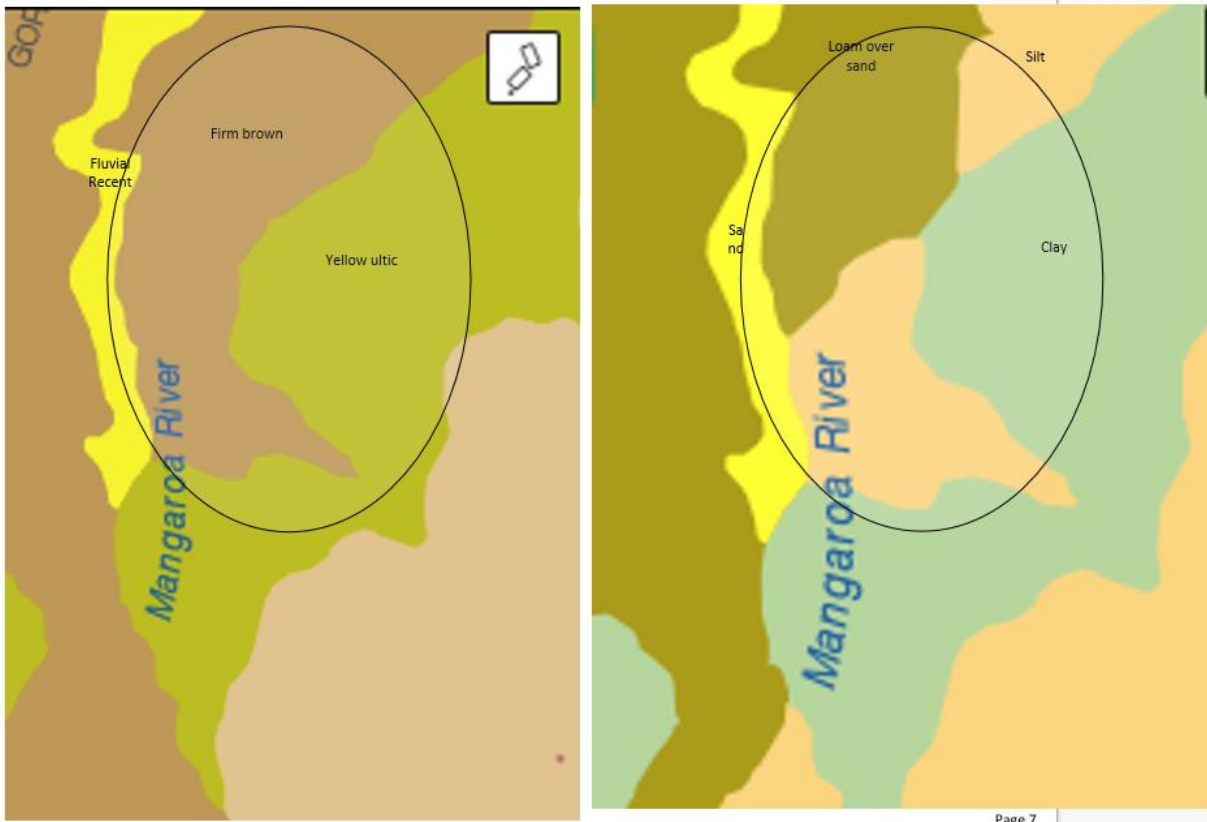 GOR
Firm brown
Fluvial
Recent
Yellow ultic
Mangaroa River
Loam over
sand
Silt
Sa
nd
Clay
Mangaroa River
Page 7